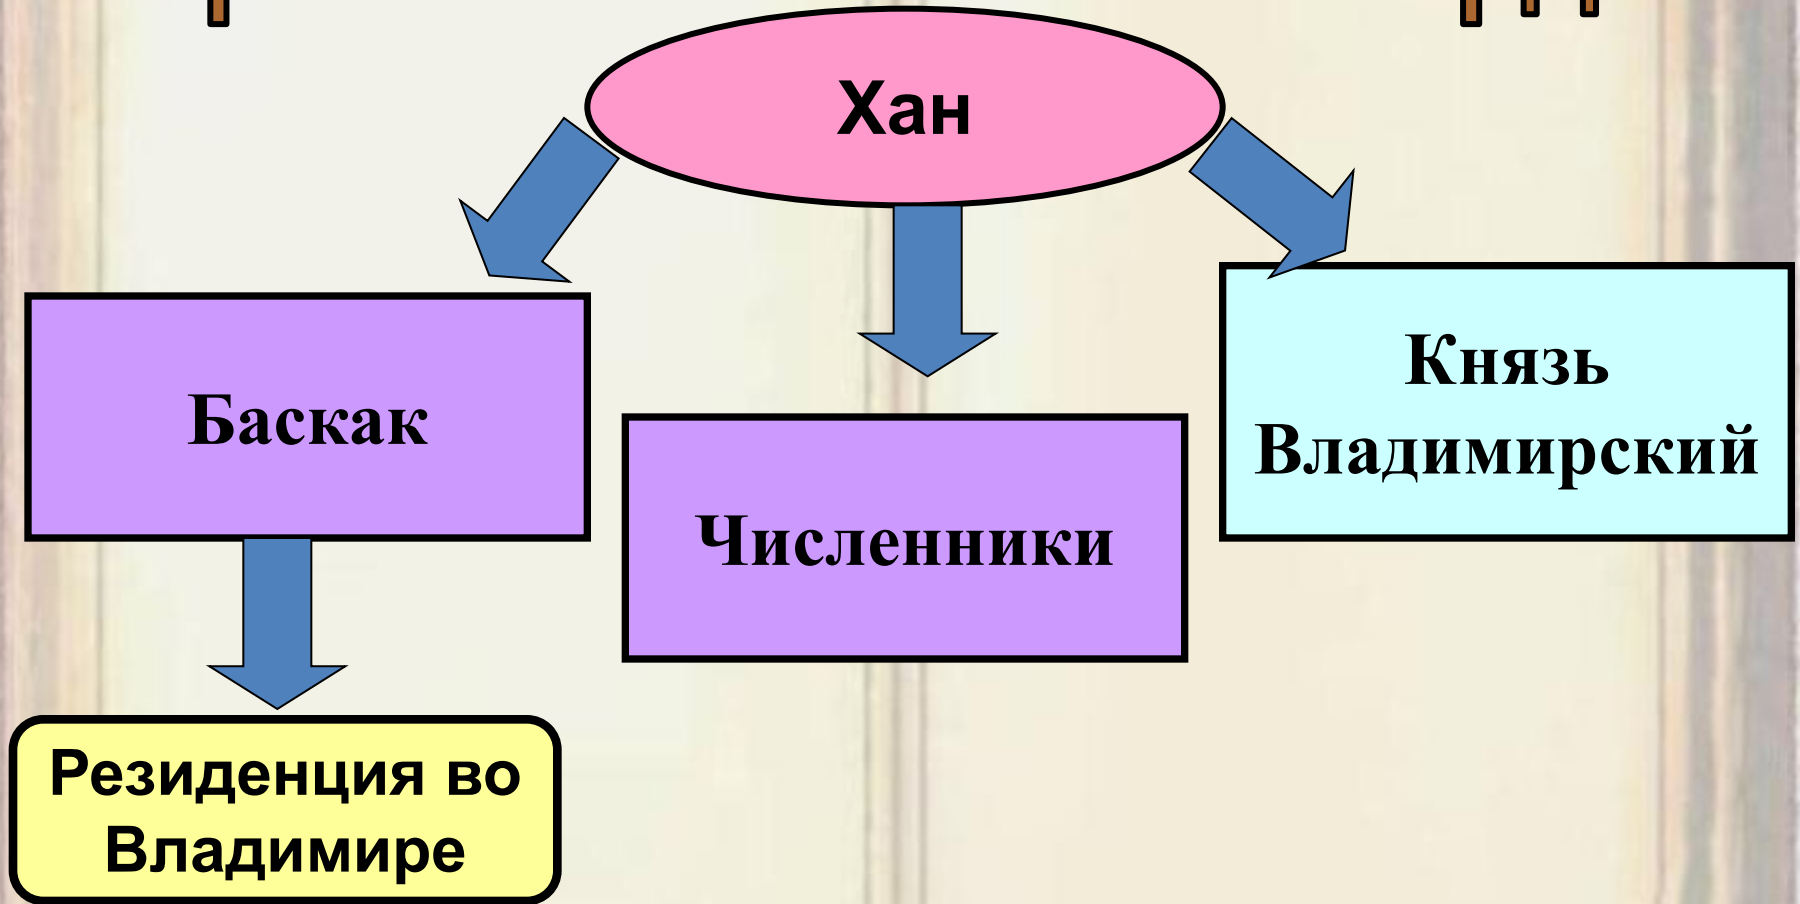 Хан
Баскак
Численники
Князь
Владимирский
Резиденция во
Владимире